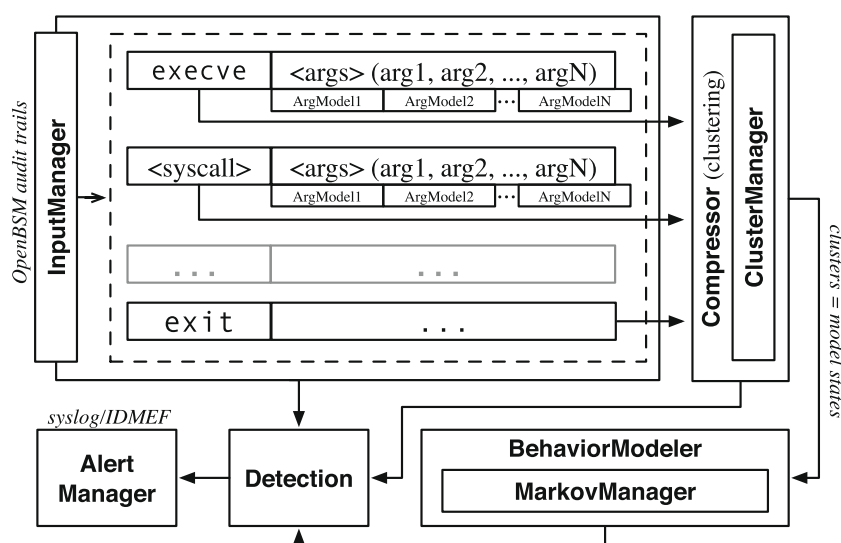 OpenBSM audit trails
InputManager
execve
<args> (arg1, arg2, ..., argN)
ArgModel1
ArgModel2
...
ArgModelN
<syscall>
<args> (arg1, arg2, ..., argN)
ArgModel1
ArgModel2
...
ArgModelN
...
...
exit
...
Compressor (clustering)
ClusterManager
clusters = model states
syslog/IDMEF
Alert
Manager
Detection
BehaviorModeler
MarkovManager